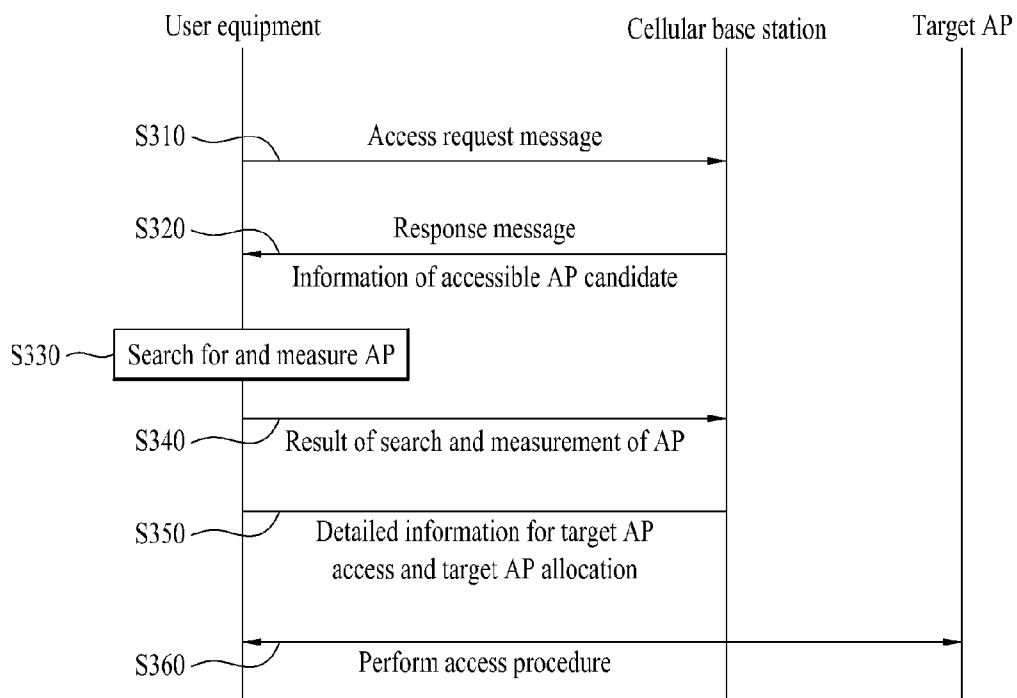 User equipment
Cellular base station
Target AP
S310
Access request message
S320
Response message
Information of accessible AP candidate
S330
Search for and measure AP
S340
Result of search and measurement of AP
S350
Detailed information for target AP
access and target AP allocation
S360
Perform access procedure